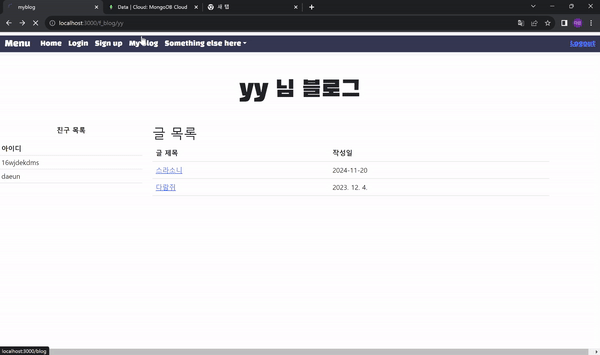 myblog
Data | Cloud: MongoDB Cloud
새 탭
localhost:3000/f_blog/yy
Menu Home Login Sign up MyBlog Something else here Logout
yy 님 블로그
친구 목록
아이디
16wjdekdms
daeun
글 목록
글 제목 작성일
소라소니 2024-11-20
다람쥐 2023. 12. 4.
localhost:3000/blog